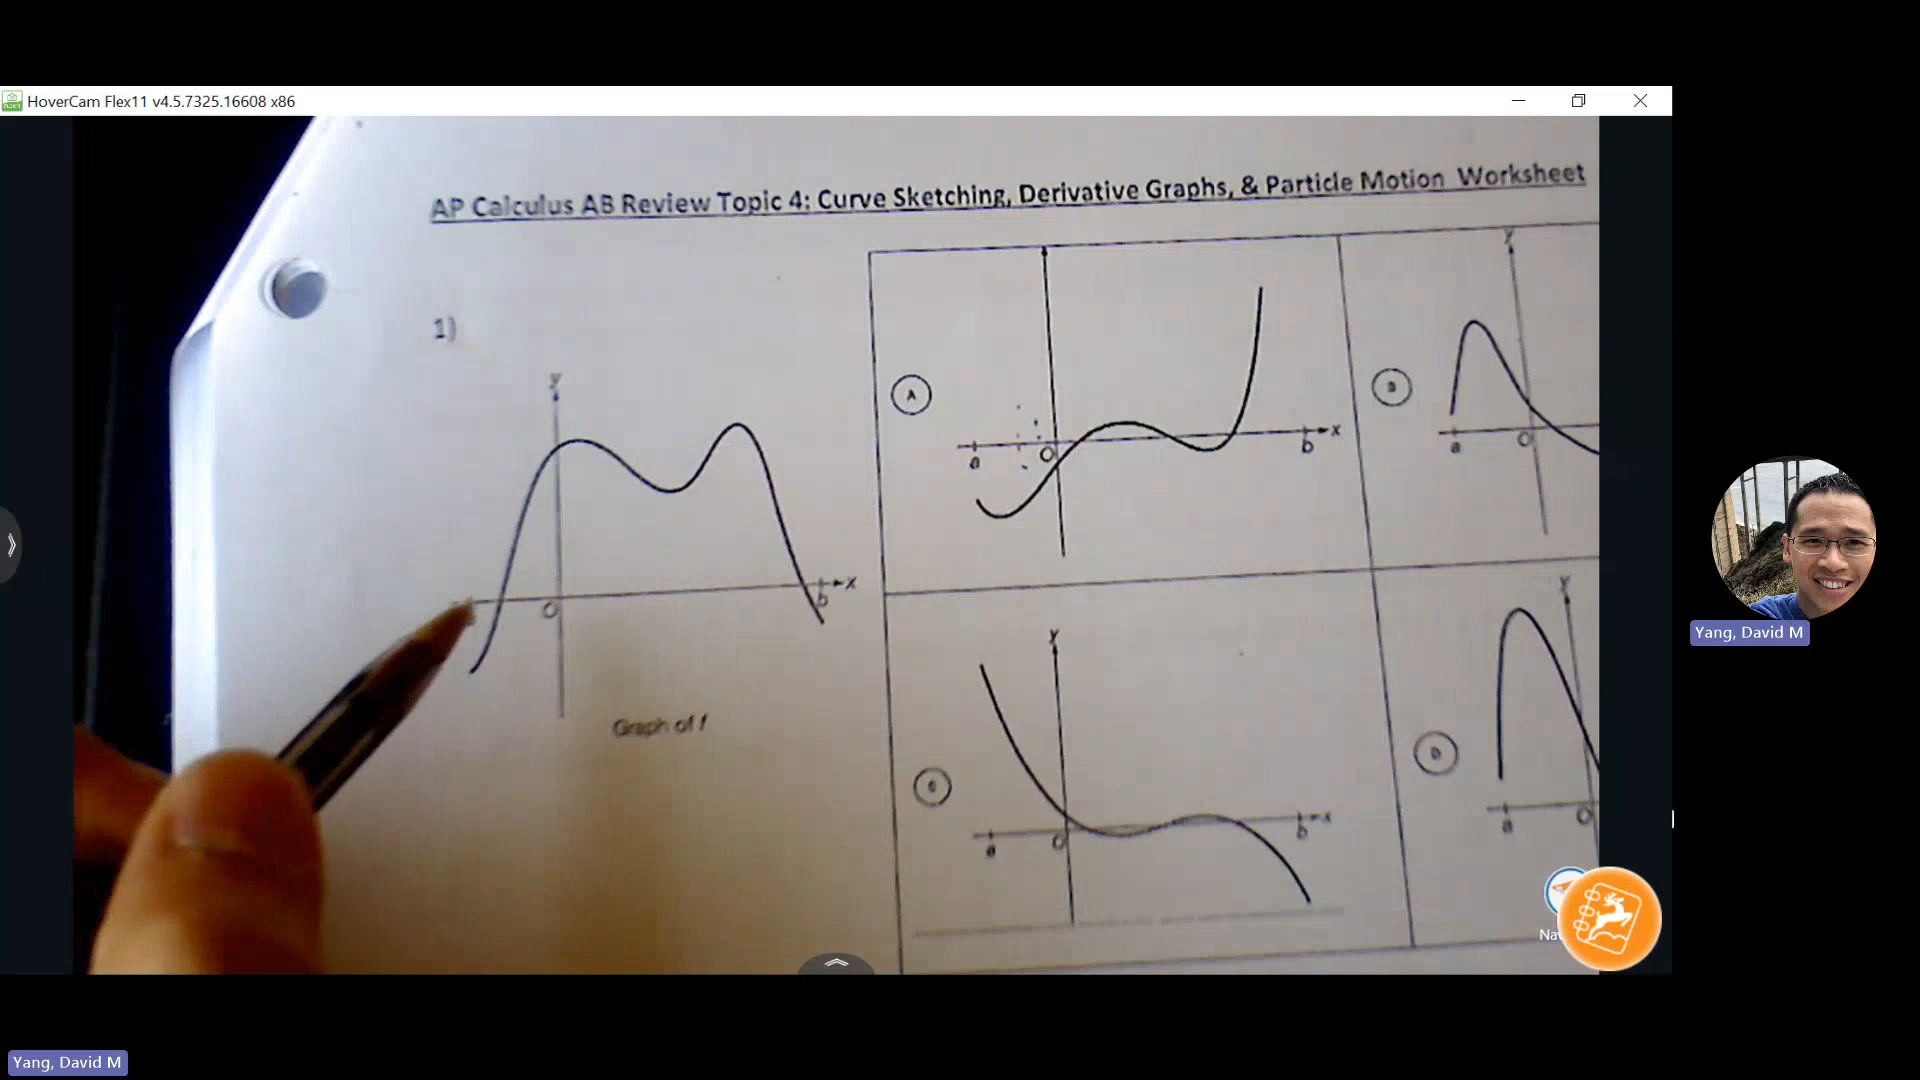 HoverCam Flex11 v4.5.7325.16608 x86
AP Calculus AB Review Topic 4: Curve Sketching, Derivative Graphs, & Particle Motion Worksheet
1)
y
x
O
b
Graph of f
A
a
O
b
x
B
y
a
O
C
y
a
O
b
x
D
y
a
O
Yang, David M
Yang, David M